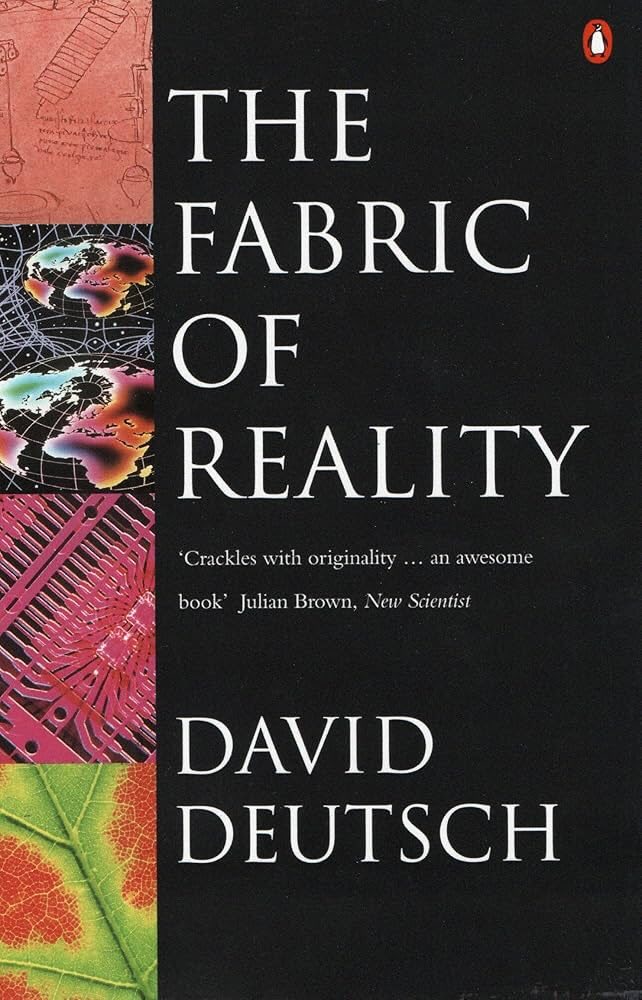 THE
FABRIC
OF
REALITY
‘Crackles with originality … an awesome
book’ Julian Brown, New Scientist
DAVID
DEUTSCH